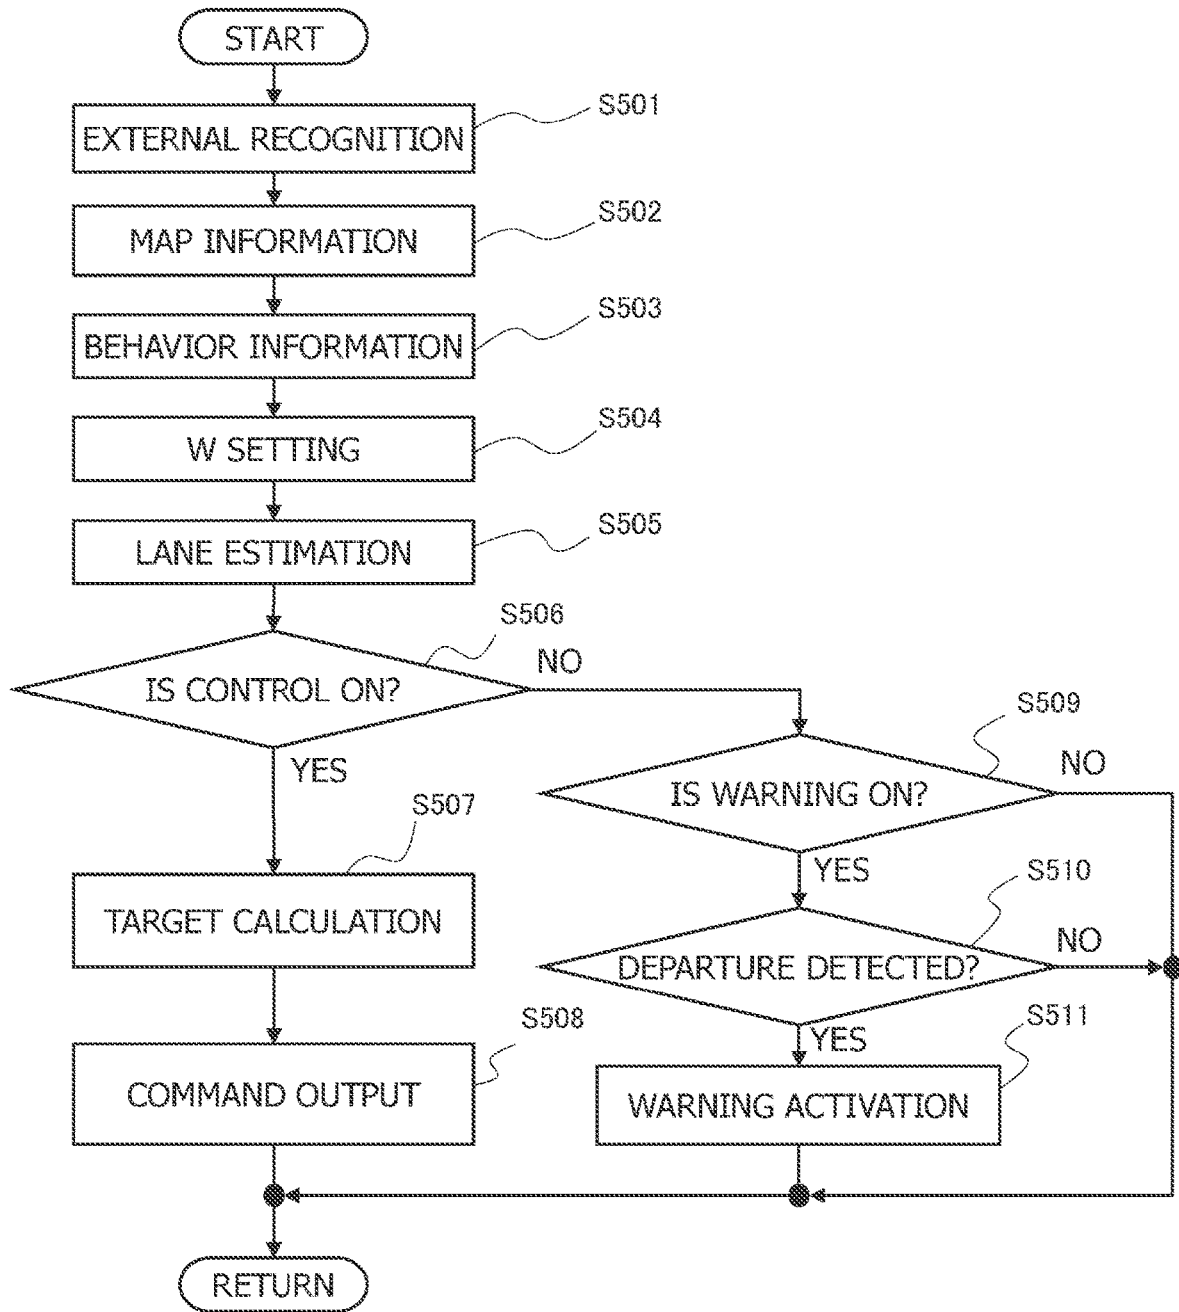 START
EXTERNAL RECOGNITION
S501
MAP INFORMATION
S502
BEHAVIOR INFORMATION
S503
W SETTING
S504
LANE ESTIMATION
S505
IS CONTROL ON?
S506
NO
YES
TARGET CALCULATION
S507
COMMAND OUTPUT
S508
IS WARNING ON?
S509
NO
YES
DEPARTURE DETECTED?
S510
NO
YES
WARNING ACTIVATION
S511
RETURN